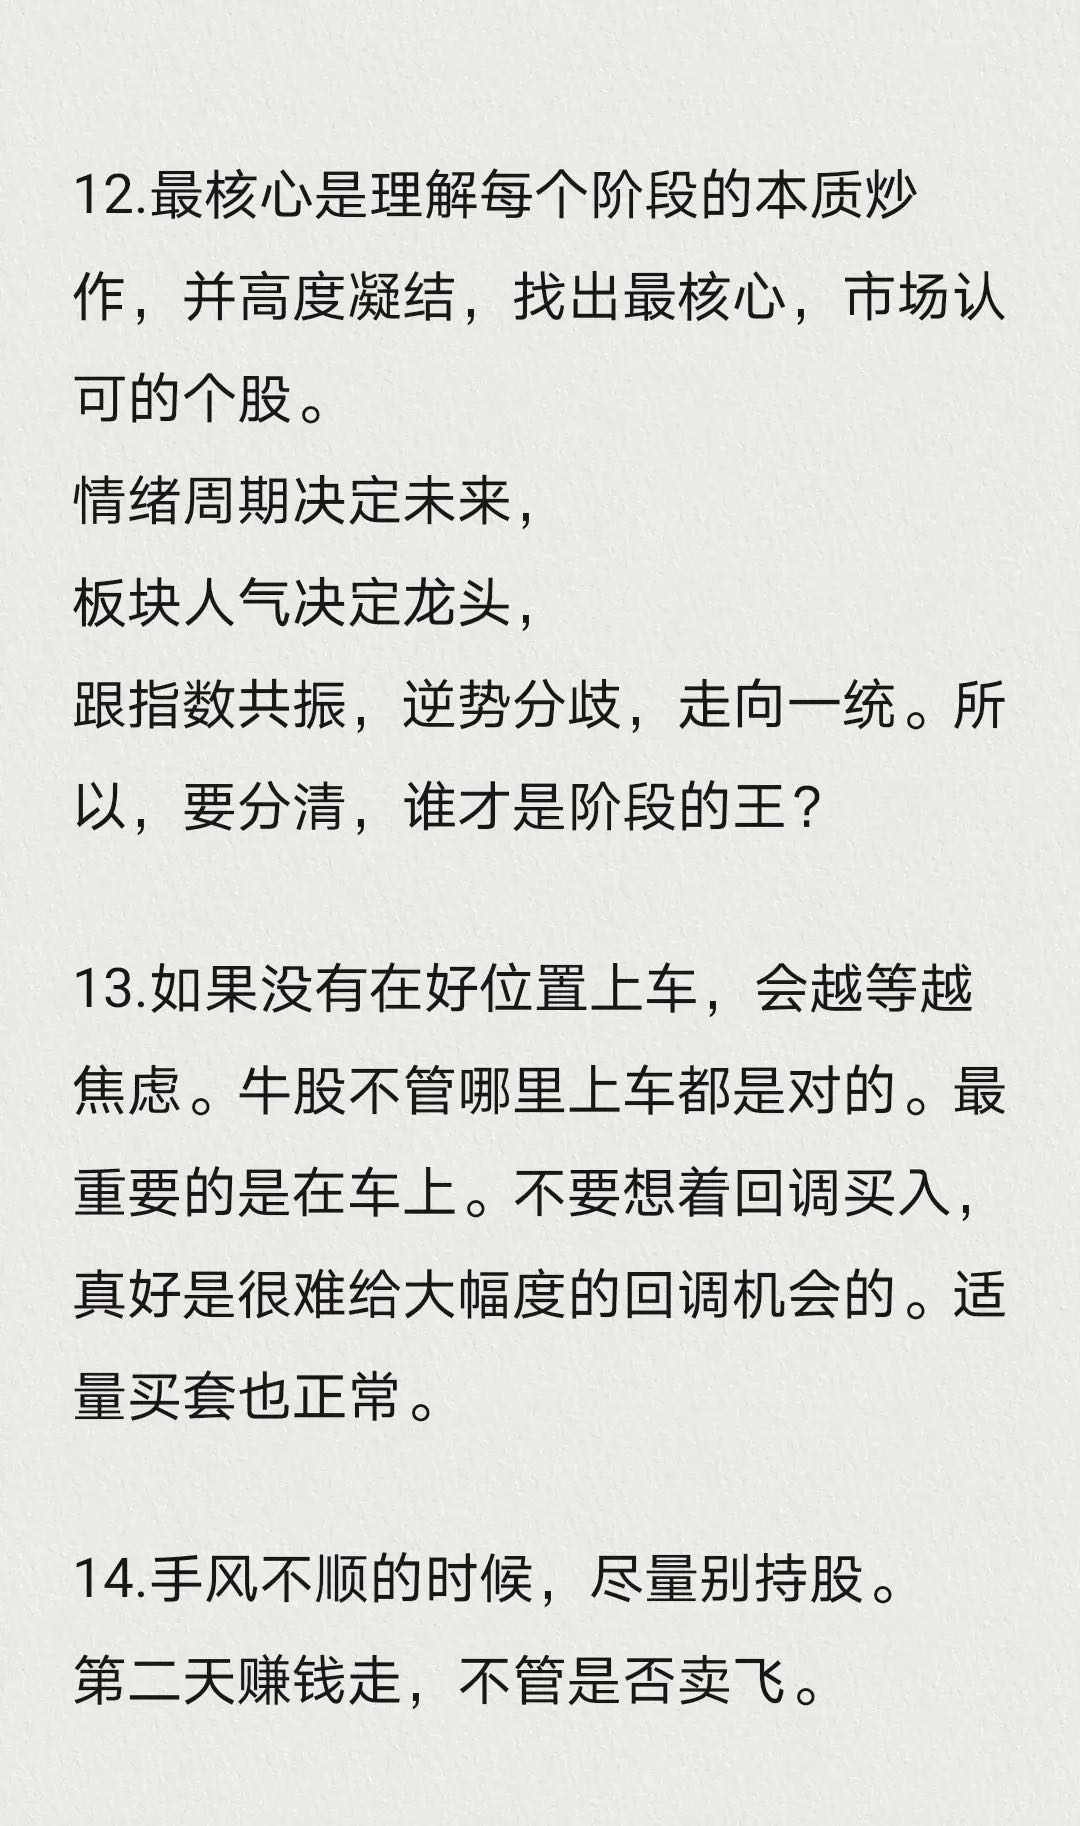 12.最核心是理解每个阶段的本质炒
作，并高度凝结，找出最核心，市场认
可的个股。
情绪周期决定未来，
板块人气决定龙头，
跟指数共振，逆势分歧，走向一统。所
以，要分清，谁才是阶段的王？
13.如果没有在好位置上车，会越等越
焦虑。牛股不管哪里上车都是对的。最
重要的是在车上。不要想着回调买入，
真好是很难给大幅度的回调机会的。适
量买套也正常。
14.手风不顺的时候，尽量别持股。
第二天赚钱走，不管是否卖飞。